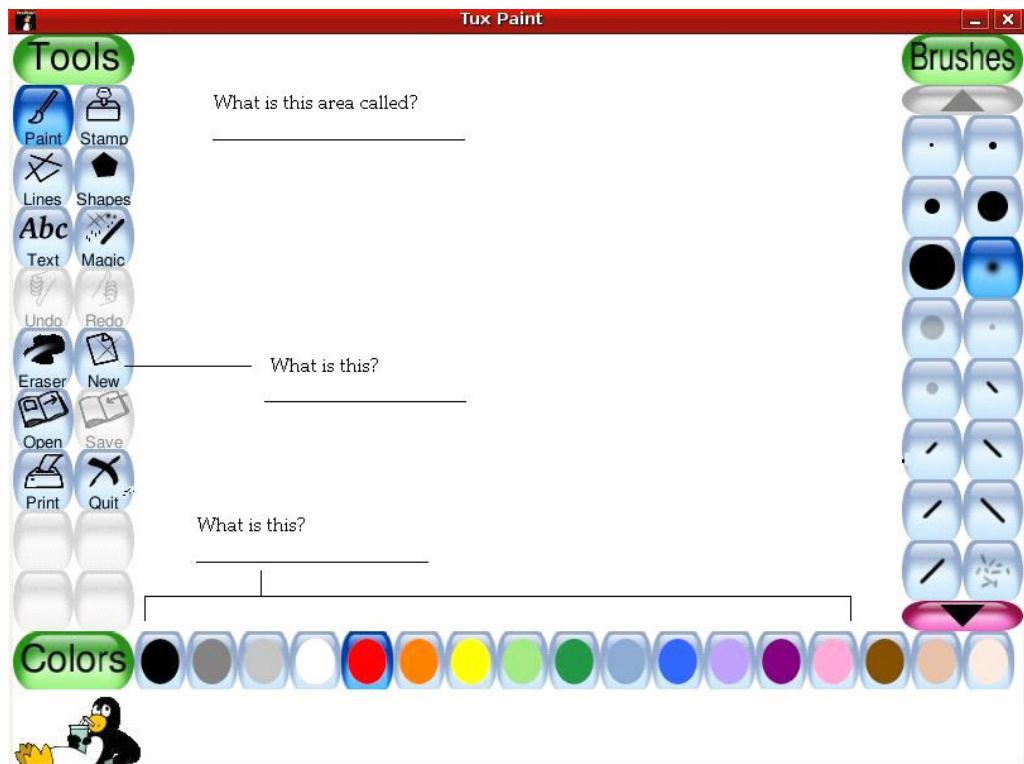 Tux Paint
Tools
Brushes
What is this area called?
Paint Stamp
Lines Shapes
Abc
Text Magic
Undo Redo
What is this?
Eraser New
Open Save
Print Quit
What is this?
Colors